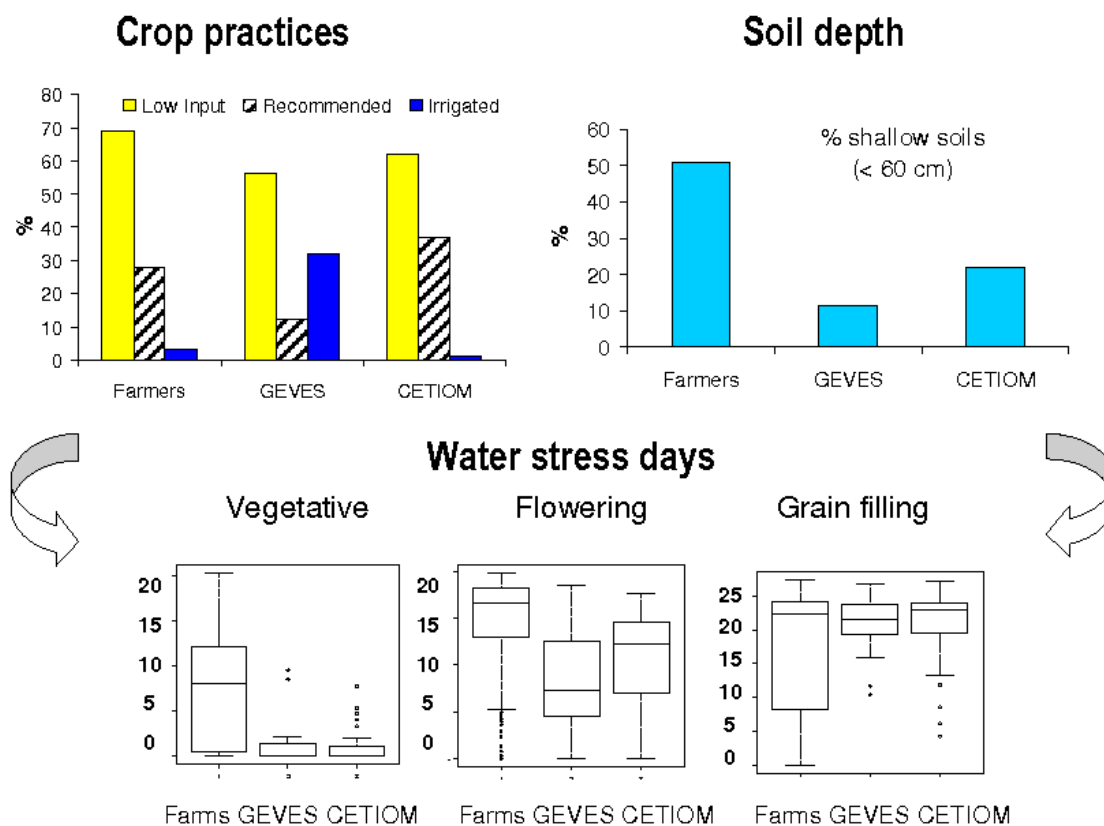 Crop practices
Soil depth
80
70
60
50
40
30
20
10
0
%
Low Input
Recommended
Irrigated
Farmers GEVES CETIOM
60
50
40
30
20
10
0
%
% shallow soils
(< 60 cm)
Farmers GEVES CETIOM
Water stress days
Vegetative
Flowering
Grain filling
20
15
10
5
0
20
15
10
5
0
25
20
15
10
5
0
Farms GEVES CETIOM
Farms GEVES CETIOM
Farms GEVES CETIOM